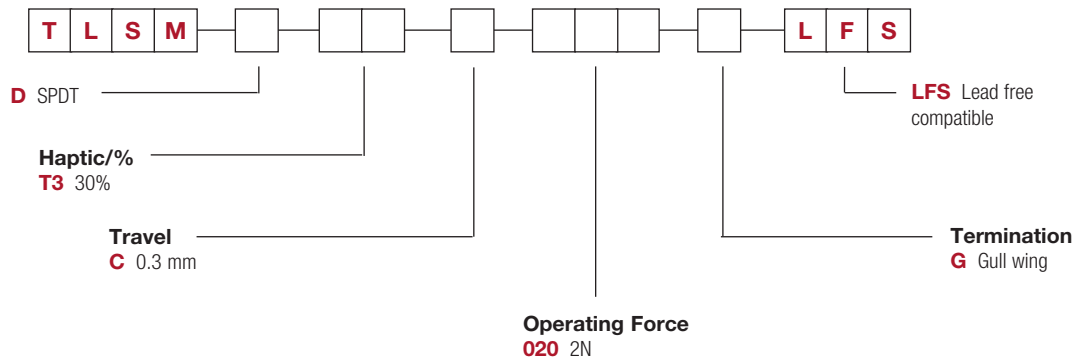 T L S M L F S
D SPDT
LFS Lead free
compatible
Haptic/%
T3 30%
Travel
C 0.3 mm
Termination
G Gull wing
Operating Force
020 2N